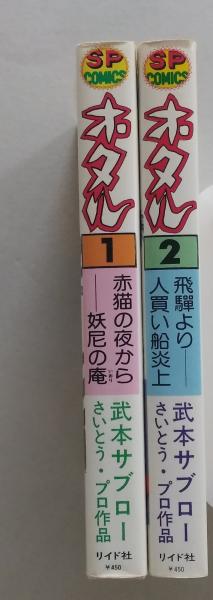 SP
COMICS
ホタル
1
赤猫の夜から
――妖尼の庵
武本サブロー
さいとう・プロ作品
リイド社
¥450
SP
COMICS
ホタル
2
飛騨より――
人買い船炎上
武本サブロー
さいとう・プロ作品
リイド社
¥450